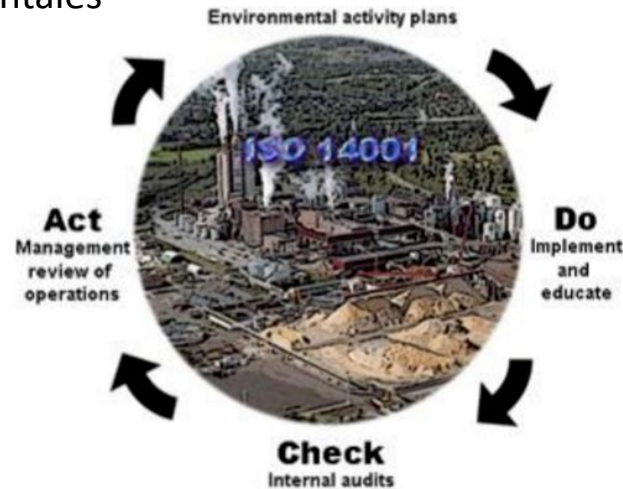 Environmental activity plans
ISO 14001
Act
Management
review of
operations
Do
Implement
and
educate
Check
Internal audits